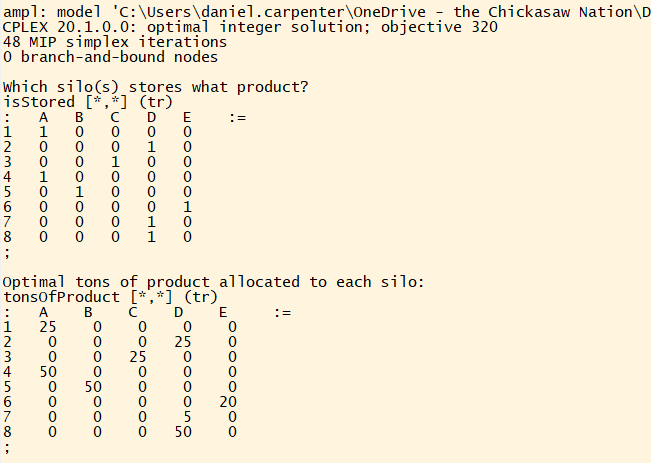 ampl: model 'C:\Users\daniel.carpenter\OneDrive - the Chickasaw Nation\D
CPLEX 20.1.0.0: optimal integer solution; objective 320
48 MIP simplex iterations
0 branch-and-bound nodes
Which silo(s) stores what product?
isStored [*,*] (tr)
:   A   B   C   D   E    :=
1   1   0   0   0   0
2   0   0   0   1   0
3   0   0   1   0   0
4   1   0   0   0   0
5   0   1   0   0   0
6   0   0   0   0   1
7   0   0   0   1   0
8   0   0   0   1   0
;
Optimal tons of product allocated to each silo:
tonsOfProduct [*,*] (tr)
:   A    B    C    D    E     :=
1   25    0    0    0    0
2    0    0    0   25    0
3    0    0   25    0    0
4   50    0    0    0    0
5    0   50    0    0    0
6    0    0    0    0   20
7    0    0    0    5    0
8    0    0    0   50    0
;